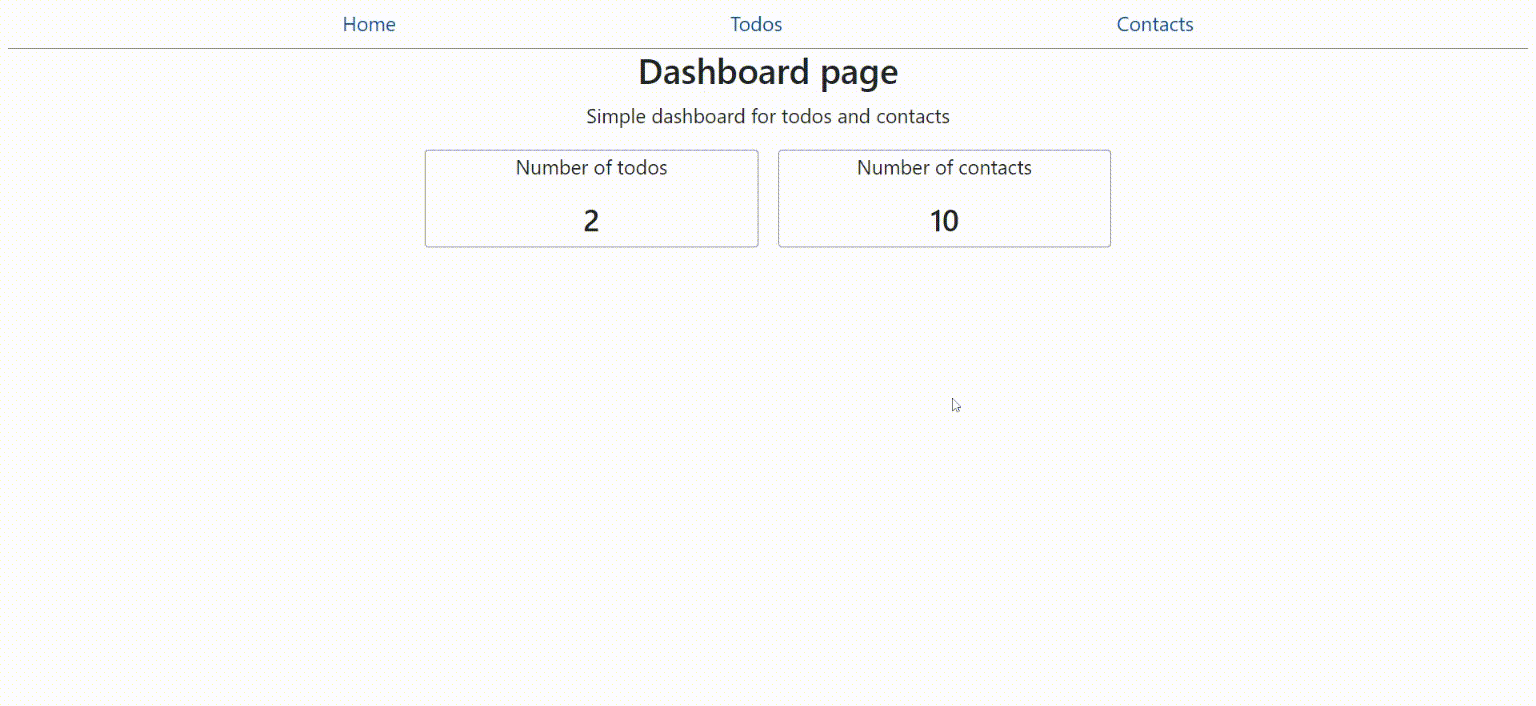 Home Todos Contacts
Dashboard page
Simple dashboard for todos and contacts
Number of todos
2
Number of contacts
10